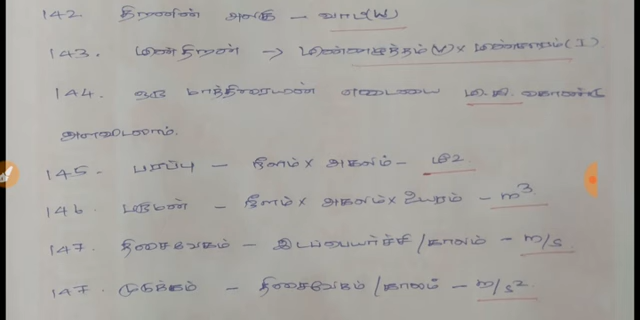 142. திறனின் அலகு – வாட்(W)
143. மின்திறன் → மின்னழுத்தம்(V)× மின்னோட்டம்(I)
144. ஒரு மாத்திரையின் எடையை மி.கி கொண்டு
அளவிடலாம்.
145. பரப்பு – நீளம் × அகலம் – மீ2
146. பருமன் – நீளம்× அகலம்× உயரம் – m³
147. திசைவேகம் – இடப்பெயர்ச்சி/காலம் – m/s
147. முடுக்கம் – திசைவேகம்/காலம் – m/s²